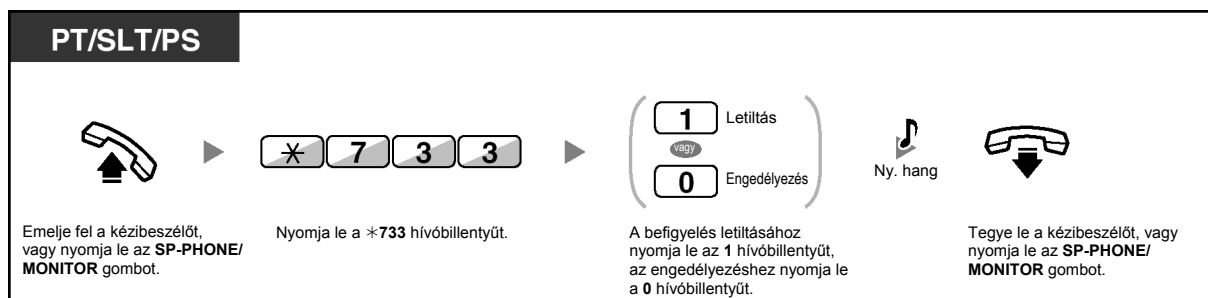 PT/SLT/PS
✳ 7 3 3
1 Letiltás
vagy
0 Engedélyezés
Ny. hang
Emelje fel a kézibeszélőt,
vagy nyomja le az SP-PHONE/
MONITOR gombot.
Nyomja le a ✳733 hívóbillentyűt.
A befigyelés letiltásához
nyomja le az 1 hívóbillentyűt,
az engedélyezéshez nyomja le
a 0 hívóbillentyűt.
Tegye le a kézibeszélőt, vagy
nyomja le az SP-PHONE/
MONITOR gombot.